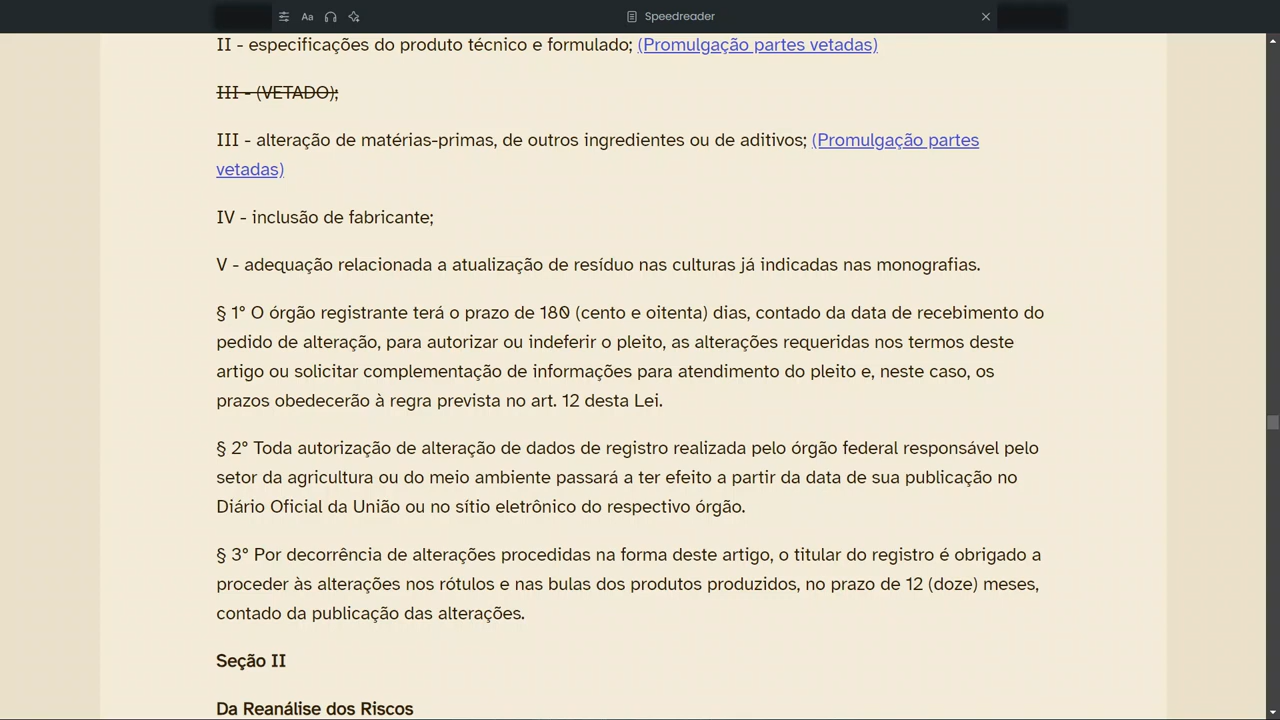 Aa
Speedreader
II - especificações do produto técnico e formulado; (Promulgação partes vetadas)
III - (VETADO);
III - alteração de matérias-primas, de outros ingredientes ou de aditivos; (Promulgação partes
vetadas)
IV - inclusão de fabricante;
V - adequação relacionada a atualização de resíduo nas culturas já indicadas nas monografias.
§ 1º O órgão registrante terá o prazo de 180 (cento e oitenta) dias, contado da data de recebimento do
pedido de alteração, para autorizar ou indeferir o pleito, as alterações requeridas nos termos deste
artigo ou solicitar complementação de informações para atendimento do pleito e, neste caso, os
prazos obedecerão à regra prevista no art. 12 desta Lei.
§ 2º Toda autorização de alteração de dados de registro realizada pelo órgão federal responsável pelo
setor da agricultura ou do meio ambiente passará a ter efeito a partir da data de sua publicação no
Diário Oficial da União ou no sítio eletrônico do respectivo órgão.
§ 3º Por decorrência de alterações procedidas na forma deste artigo, o titular do registro é obrigado a
proceder às alterações nos rótulos e nas bulas dos produtos produzidos, no prazo de 12 (doze) meses,
contado da publicação das alterações.
Seção II
Da Reanálise dos Riscos